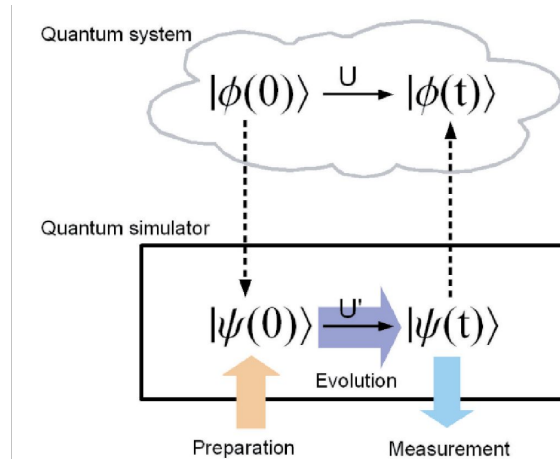 Quantum system
|ϕ(0)⟩ U |ϕ(t)⟩
Quantum simulator
|ψ(0)⟩ U' |ψ(t)⟩
Evolution
Preparation Measurement